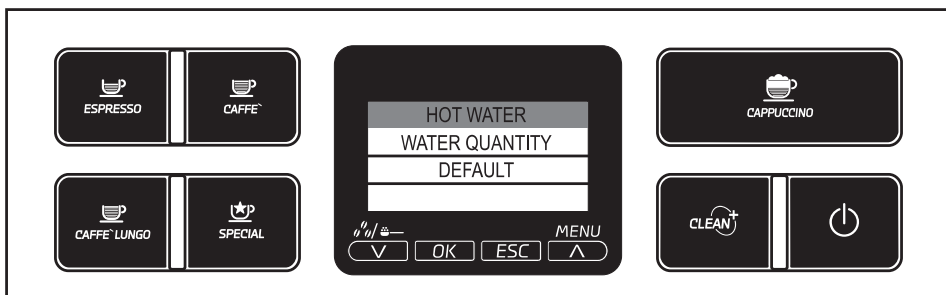 ESPRESSO
CAFFE`
CAFFE` LUNGO
SPECIAL
HOT WATER
WATER QUANTITY
DEFAULT
MENU
OK
ESC
CAPPUCCINO
CLEAN